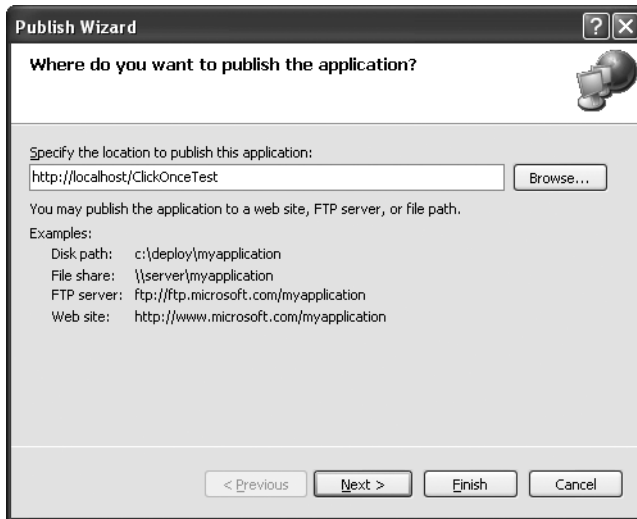 Publish Wizard
Where do you want to publish the application?
Specify the location to publish this application:
http://localhost/ClickOnceTest
Browse...
You may publish the application to a web site, FTP server, or file path.
Examples:
Disk path: c:\deploy\myapplication
File share: \\server\myapplication
FTP server: ftp://ftp.microsoft.com/myapplication
Web site: http://www.microsoft.com/myapplication
< Previous Next > Finish Cancel